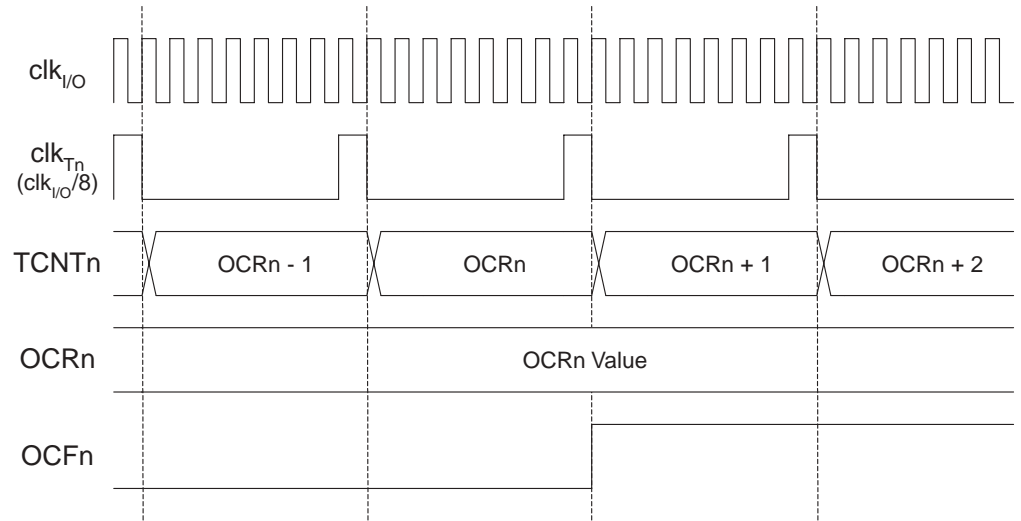 clkI/O
clkTn
(clkI/O/8)
TCNTn
OCRn - 1
OCRn
OCRn + 1
OCRn + 2
OCRn
OCRn Value
OCFn